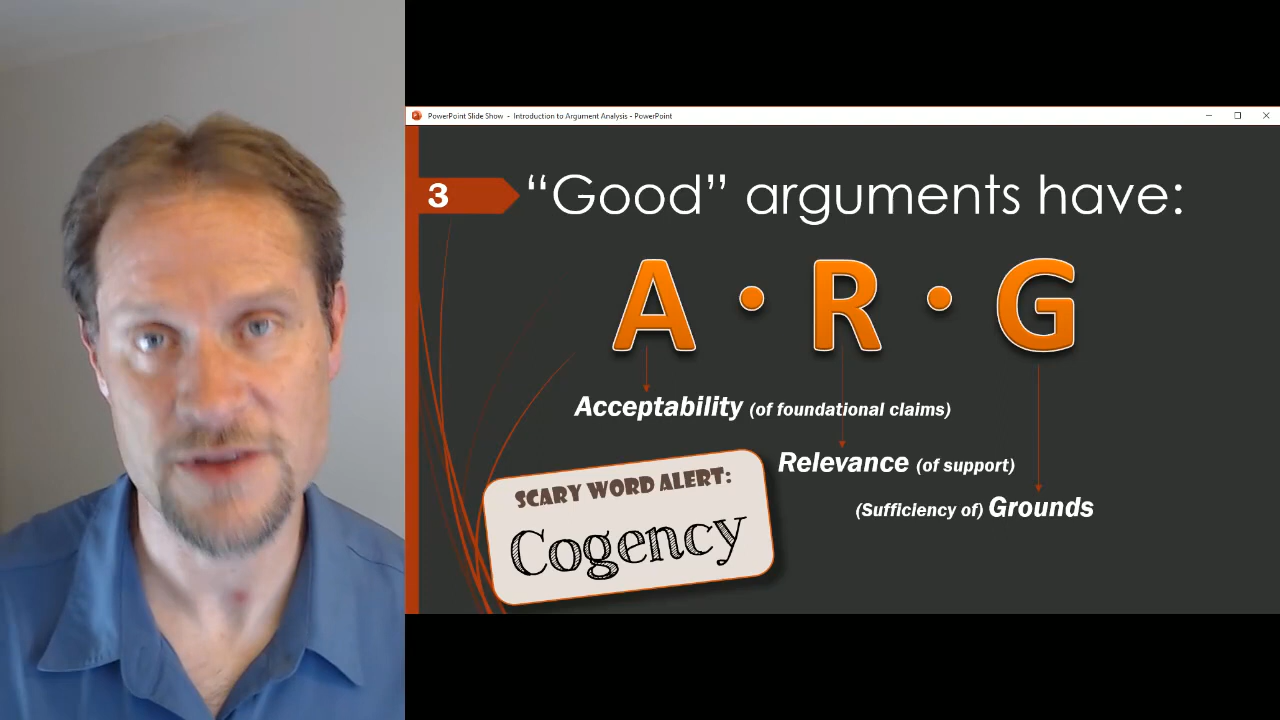 PowerPoint Slide Show - Introduction to Argument Analysis - PowerPoint
3
“Good” arguments have:
A • R • G
Acceptability (of foundational claims)
Relevance (of support)
(Sufficiency of) Grounds
SCARY WORD ALERT:
Cogency